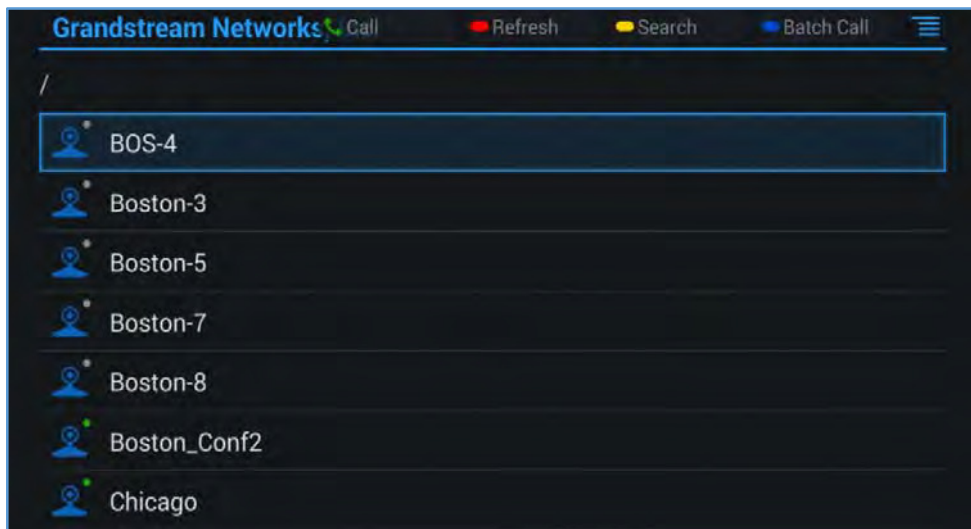 Grandstream Networks Call Refresh Search Batch Call
/
BOS-4
Boston-3
Boston-5
Boston-7
Boston-8
Boston_Conf2
Chicago